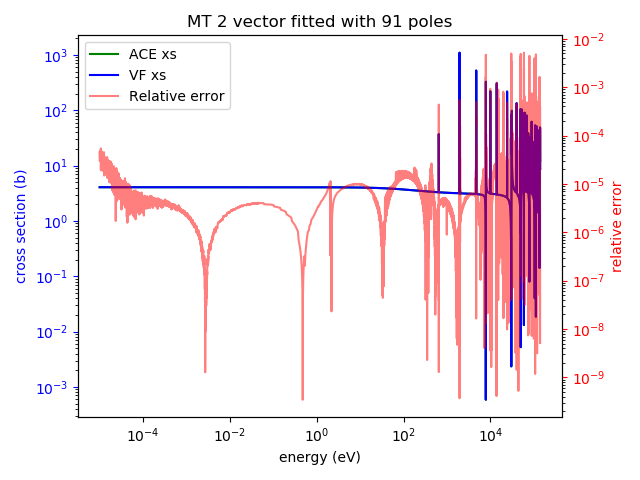 MT 2 vector fitted with 91 poles
ACE xs
VF xs
Relative error
cross section (b)
10³
10²
10¹
10⁰
10⁻¹
10⁻²
10⁻³
10⁻²
10⁻³
10⁻⁴
10⁻⁵
10⁻⁶
10⁻⁷
10⁻⁸
10⁻⁹
relative error
10⁻⁴
10⁻²
10⁰
10²
10⁴
energy (eV)